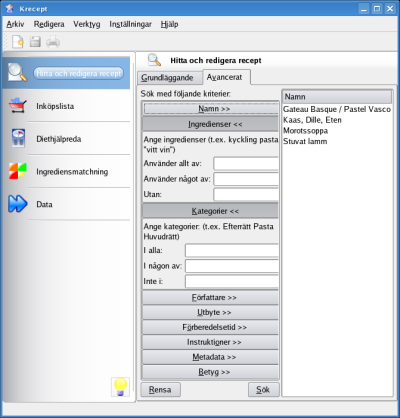 Krecept
Arkiv Redigera Verktyg Inställningar Hjälp
Hitta och redigera recept
Inköpslista
Diethjälpreda
Ingrediensmatchning
Data
Hitta och redigera recept
Grundläggande Avancerat
Sök med följande kriterier:
Namn >>
Ingredienser <<
Ange ingredienser (t.ex. kyckling pasta
"vitt vin")
Använder allt av:
Använder något av:
Utan:
Kategorier <<
Ange kategorier: (t.ex. Efterrätt Pasta
Huvudrätt)
I alla:
I någon av:
Inte i:
Författare >>
Utbyte >>
Förberedelsetid >>
Instruktioner >>
Metadata >>
Betyg >>
Rensa Sök
Namn
Gateau Basque / Pastel Vasco
Kaas, Dille, Eten
Morotssoppa
Stuvat lamm